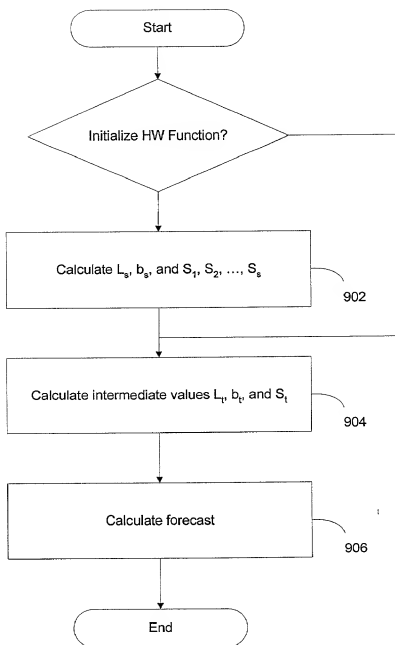 Start
Initialize HW Function?
Calculate Lₛ, bₛ, and S₁, S₂, ..., Sₛ
902
Calculate intermediate values Lₜ, bₜ, and Sₜ
904
Calculate forecast
906
End